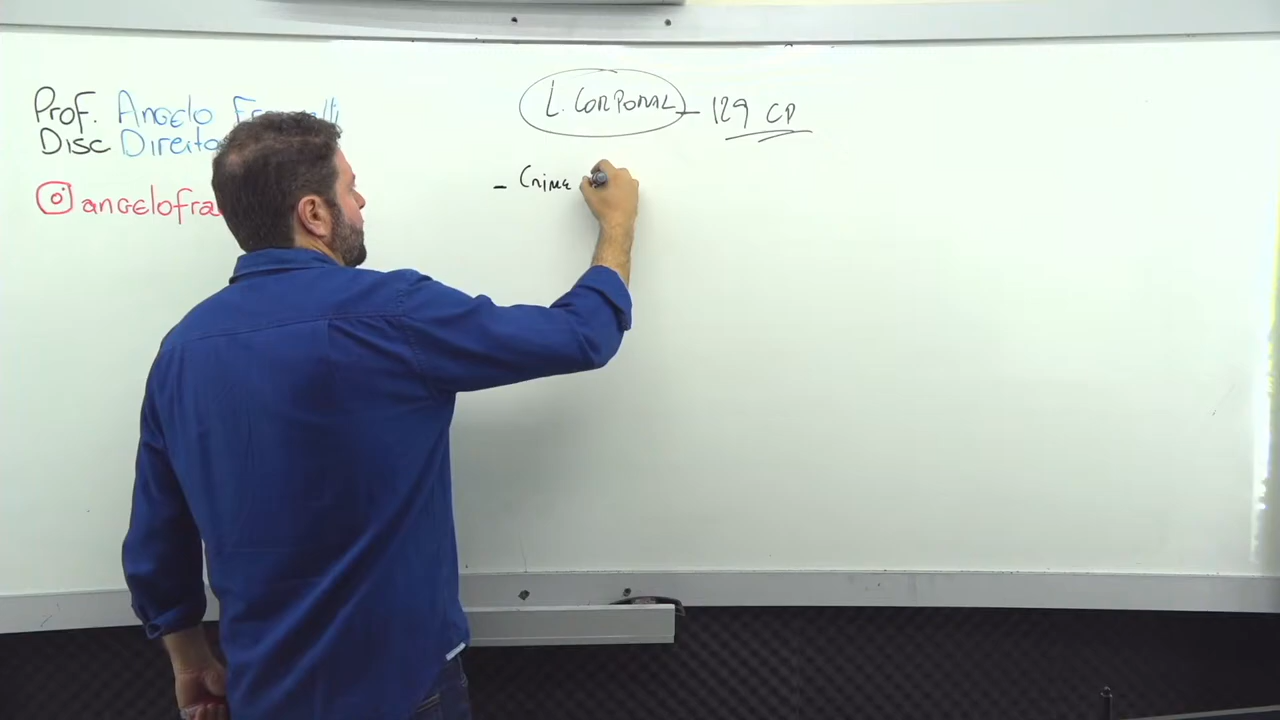 Prof. Angelo
Disc Direito
angelofra
L. CORPORAL - 129 CP
- Crime